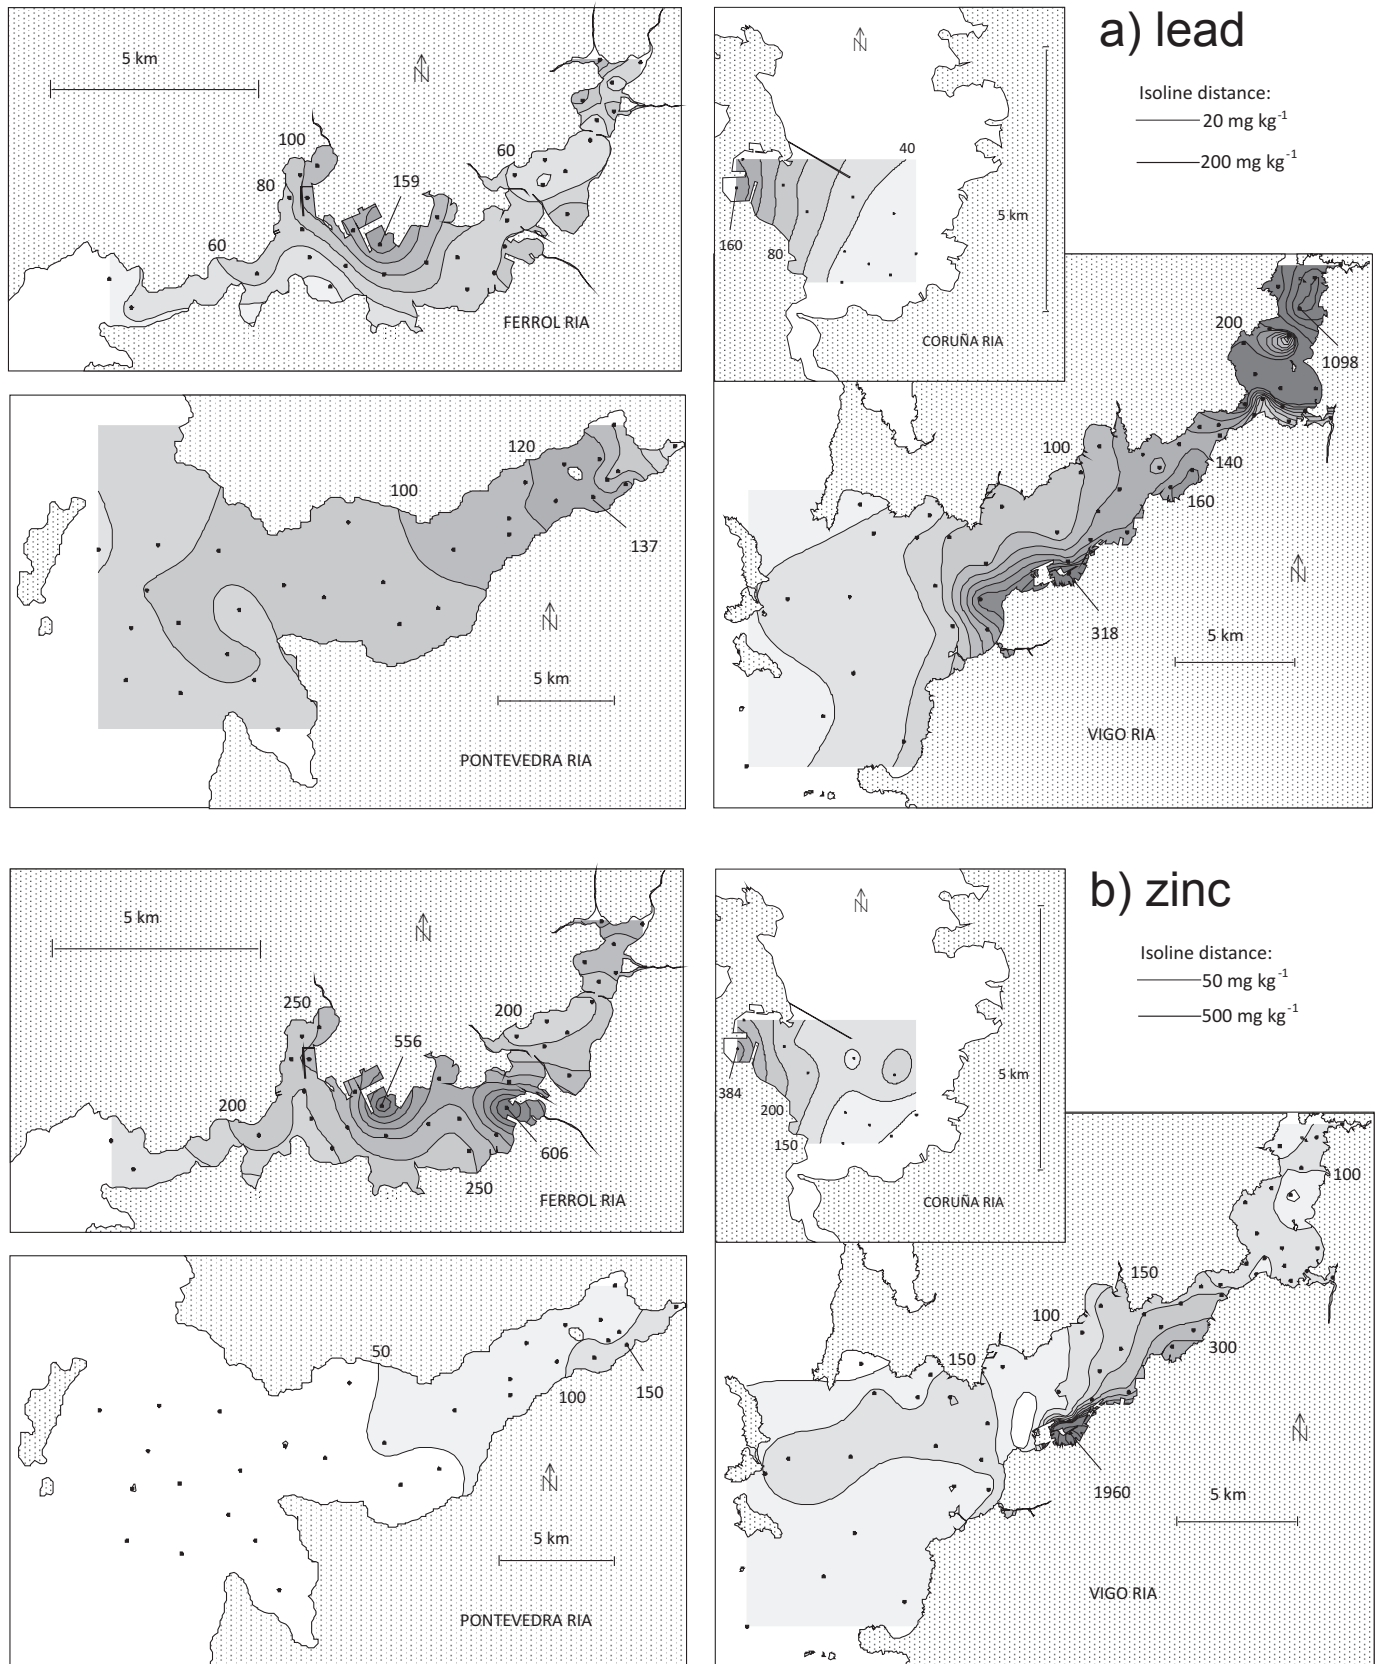 a) lead
Isoline distance:
20 mg kg-1
200 mg kg-1
5 km
N
100
80
60
159
60
FERROL RIA
N
40
160
80
5 km
CORUÑA RIA
120
100
137
N
5 km
PONTEVEDRA RIA
200
1098
100
140
160
318
N
5 km
VIGO RIA
b) zinc
Isoline distance:
50 mg kg-1
500 mg kg-1
5 km
N
250
200
556
200
606
250
FERROL RIA
N
384
200
150
5 km
CORUÑA RIA
50
100
150
N
5 km
PONTEVEDRA RIA
100
150
100
150
300
1960
N
5 km
VIGO RIA